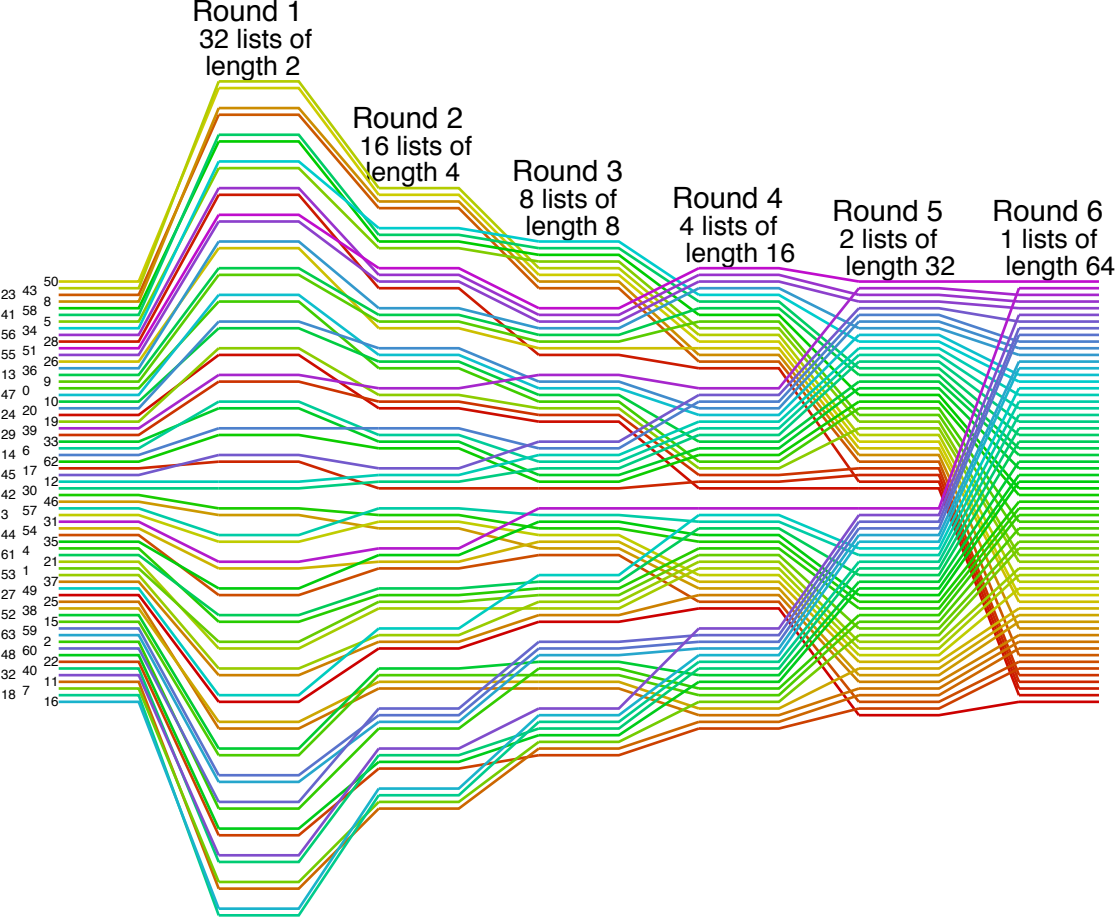 Round 1
32 lists of
length 2
Round 2
16 lists of
length 4
Round 3
8 lists of
length 8
Round 4
4 lists of
length 16
Round 5
2 lists of
length 32
Round 6
1 lists of
length 64
50
23 43
8
41 58
5
56 34
28
55 51
26
13 36
9
47 0
10
24 20
19
29 39
33
14 6
62
45 17
12
42 30
46
3 57
31
44 54
35
61 4
21
53 1
37
27 49
25
52 38
15
63 59
2
48 60
22
32 40
11
18 7
16